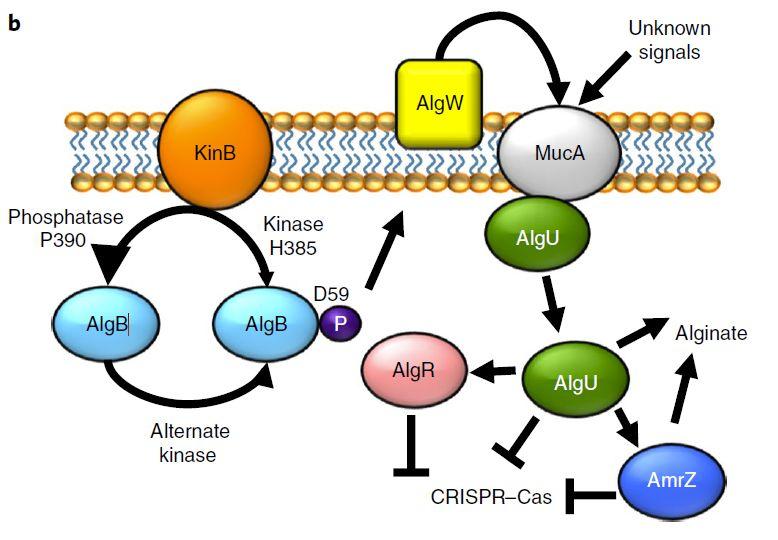 b
Unknown
signals
AlgW
KinB
MucA
Phosphatase
P390
Kinase
H385
AlgU
D59
AlgB
AlgB
P
Alginate
AlgR
AlgU
Alternate
kinase
CRISPR–Cas
AmrZ